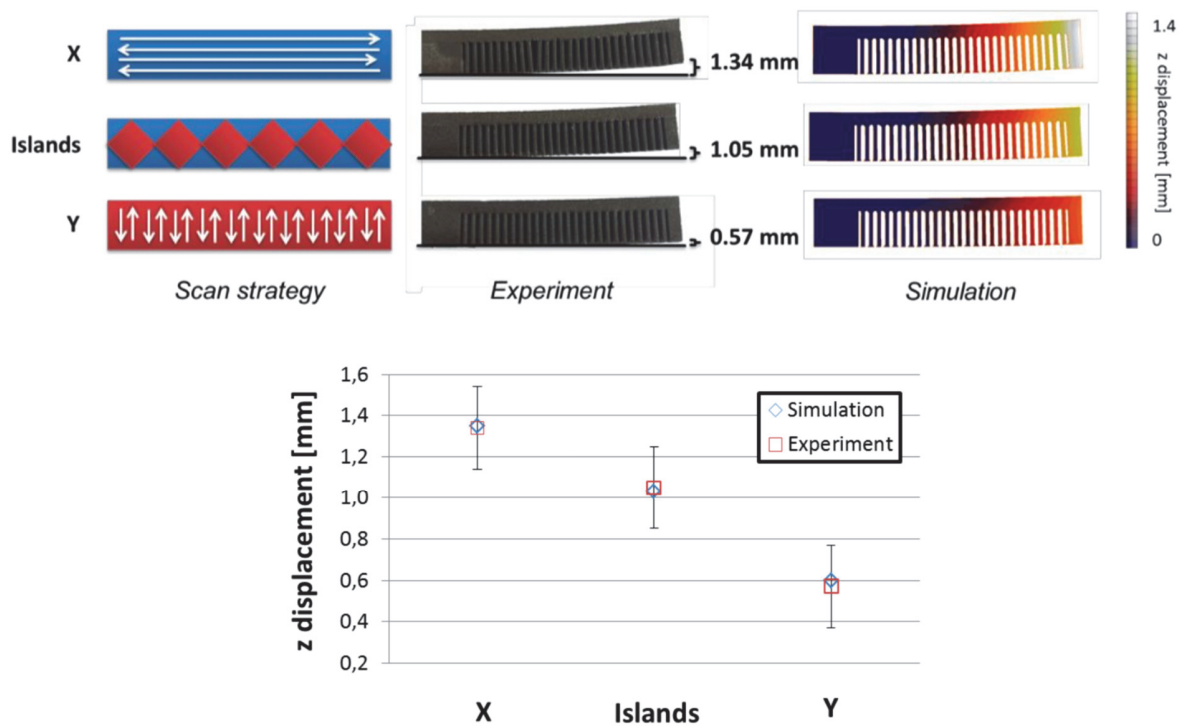 X
1.34 mm
1.4
z displacement [mm]
0
Islands
1.05 mm
Y
0.57 mm
Scan strategy
Experiment
Simulation
1,6
1,4
1,2
1,0
0,8
0,6
0,4
0,2
z displacement [mm]
Simulation
Experiment
X
Islands
Y